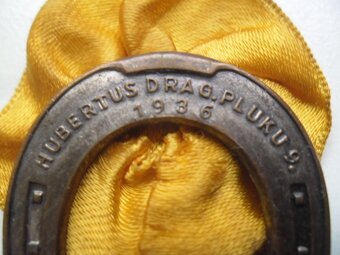 HUBERTUS DRAG. PLUKU 9.
1936